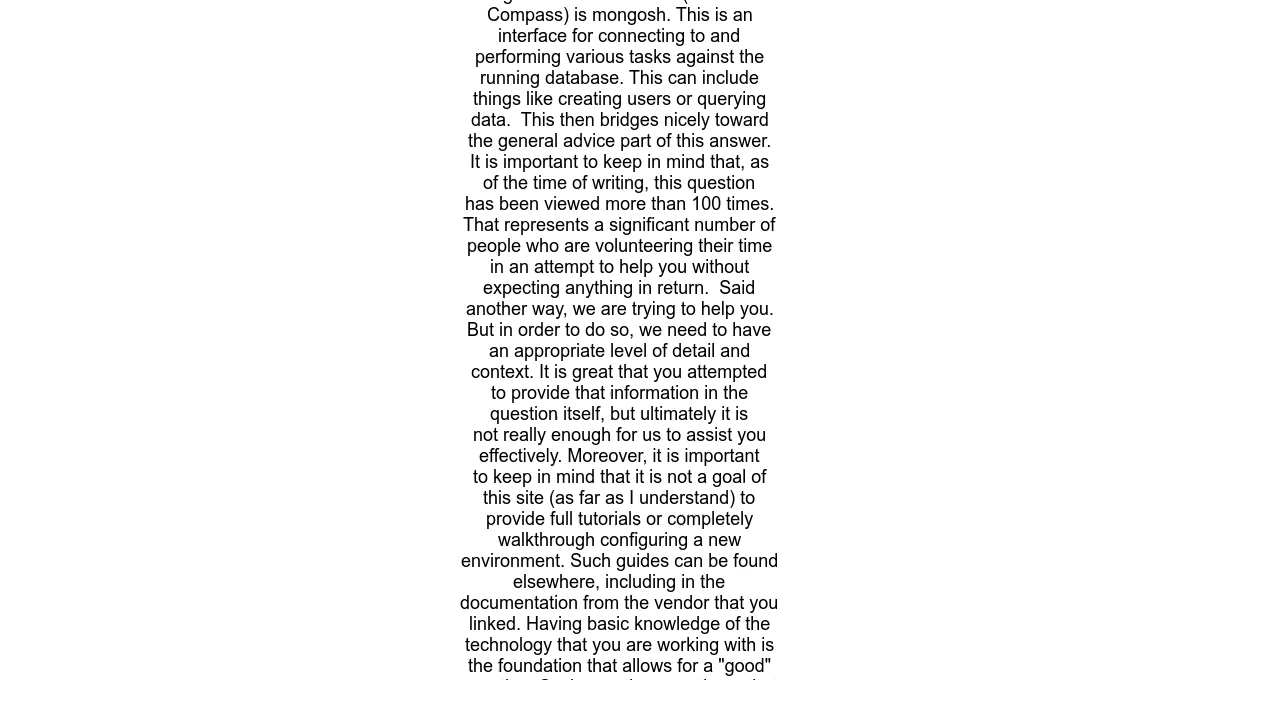 Compass) is mongosh. This is an
interface for connecting to and
performing various tasks against the
running database. This can include
things like creating users or querying
data.  This then bridges nicely toward
the general advice part of this answer.
It is important to keep in mind that, as
of the time of writing, this question
has been viewed more than 100 times.
That represents a significant number of
people who are volunteering their time
in an attempt to help you without
expecting anything in return.  Said
another way, we are trying to help you.
But in order to do so, we need to have
an appropriate level of detail and
context. It is great that you attempted
to provide that information in the
question itself, but ultimately it is
not really enough for us to assist you
effectively. Moreover, it is important
to keep in mind that it is not a goal of
this site (as far as I understand) to
provide full tutorials or completely
walkthrough configuring a new
environment. Such guides can be found
elsewhere, including in the
documentation from the vendor that you
linked. Having basic knowledge of the
technology that you are working with is
the foundation that allows for a "good"